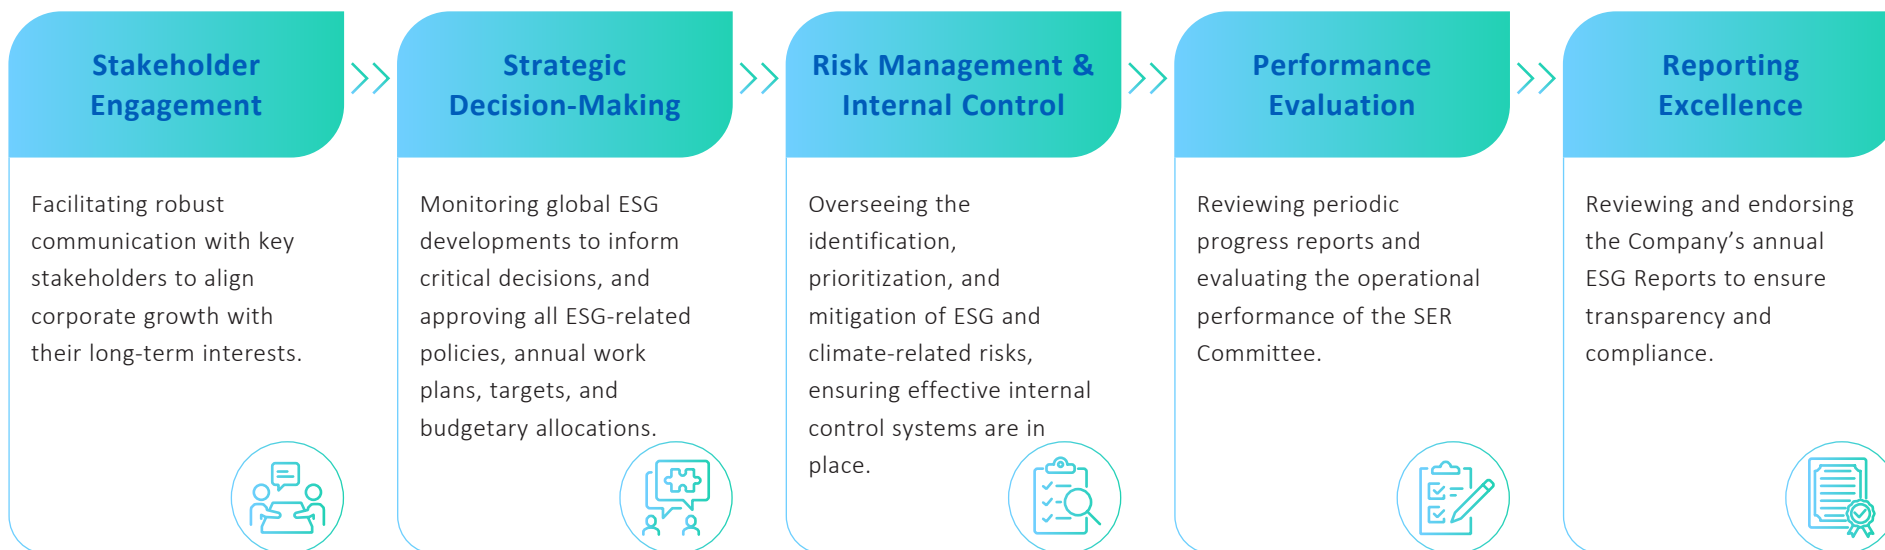 Stakeholder
Engagement
Facilitating robust
communication with key
stakeholders to align
corporate growth with
their long-term interests.
Strategic
Decision-Making
Monitoring global ESG
developments to inform
critical decisions, and
approving all ESG-related
policies, annual work
plans, targets, and
budgetary allocations.
Risk Management &
Internal Control
Overseeing the
identification,
prioritization, and
mitigation of ESG and
climate-related risks,
ensuring effective internal
control systems are in
place.
Performance
Evaluation
Reviewing periodic
progress reports and
evaluating the operational
performance of the SER
Committee.
Reporting
Excellence
Reviewing and endorsing
the Company’s annual
ESG Reports to ensure
transparency and
compliance.